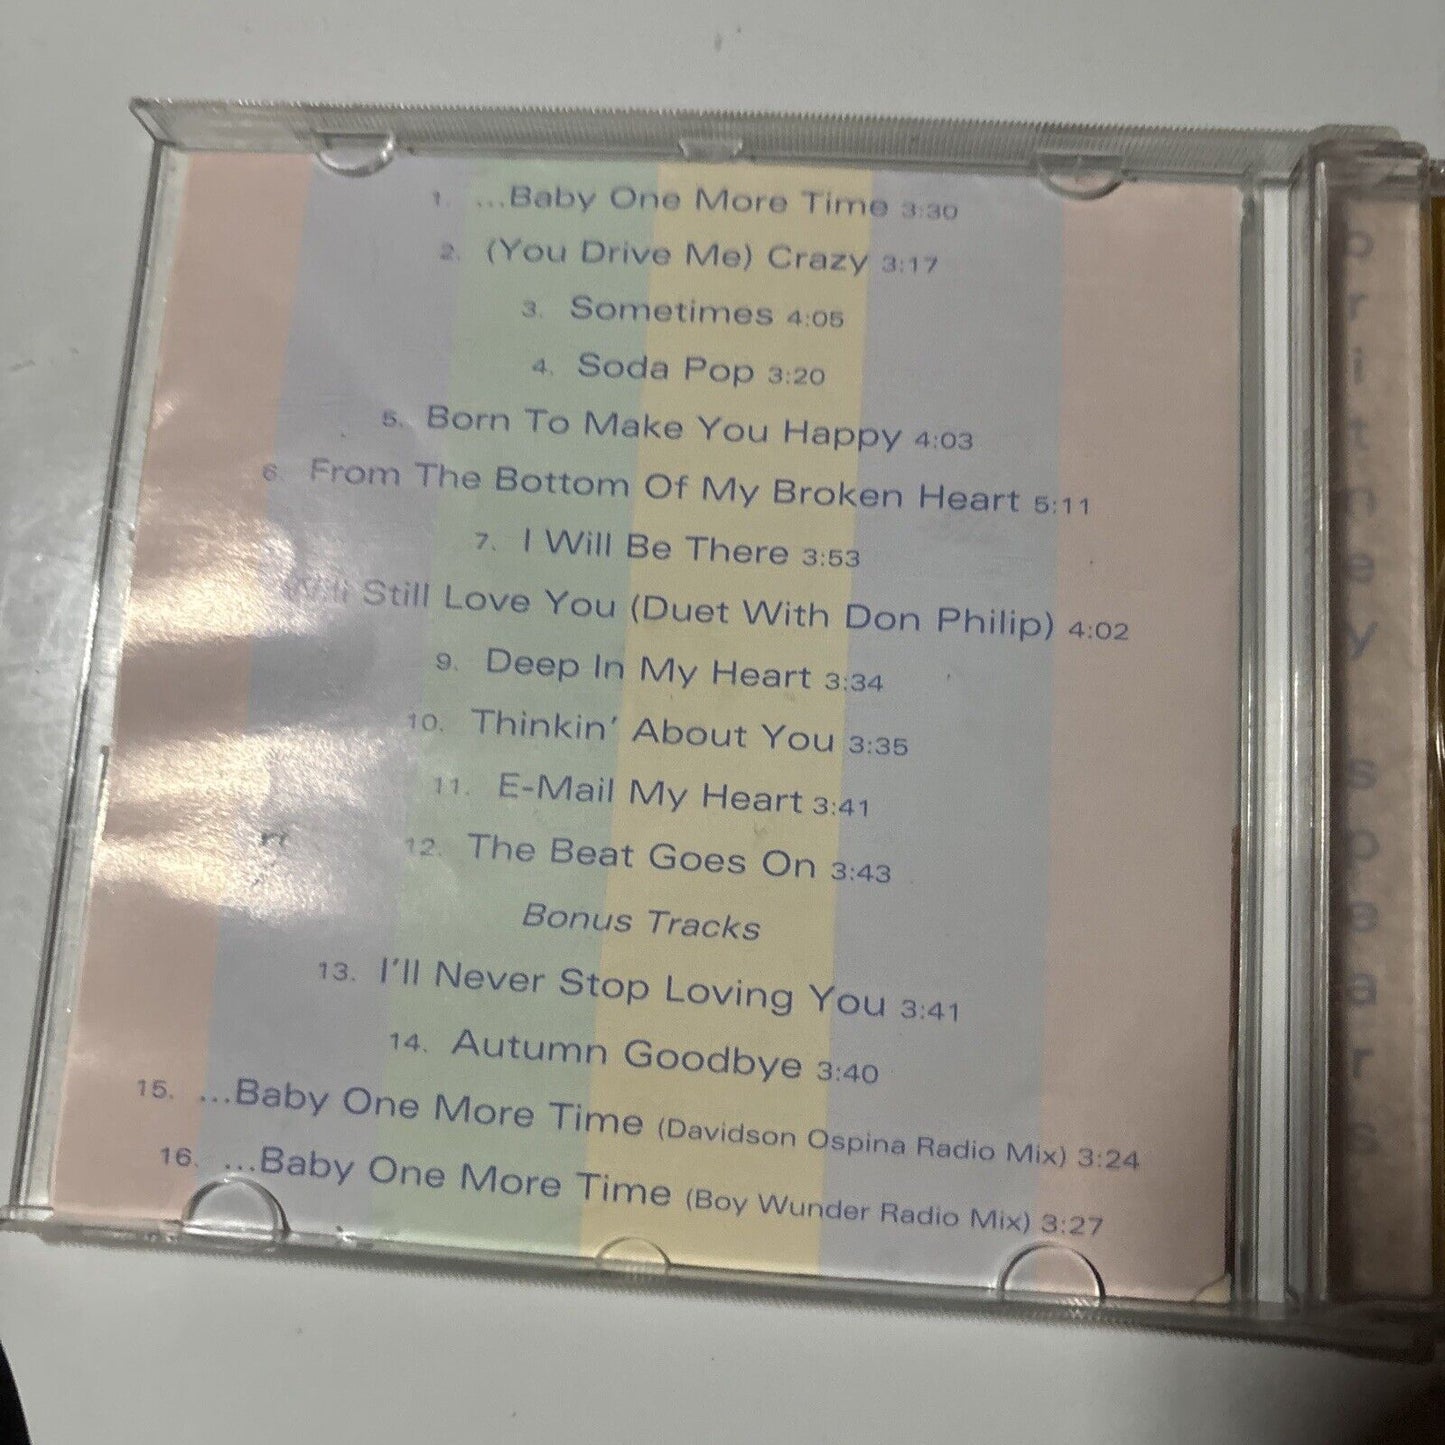 1. ...Baby One More Time 3:30
2. (You Drive Me) Crazy 3:17
3. Sometimes 4:05
4. Soda Pop 3:20
5. Born To Make You Happy 4:03
6. From The Bottom Of My Broken Heart 5:11
7. I Will Be There 3:53
Still Love You (Duet With Don Philip) 4:02
9. Deep In My Heart 3:34
10. Thinkin' About You 3:35
11. E-Mail My Heart 3:41
12. The Beat Goes On 3:43
Bonus Tracks
13. I'll Never Stop Loving You 3:41
14. Autumn Goodbye 3:40
15. ...Baby One More Time (Davidson Ospina Radio Mix) 3:24
16. ...Baby One More Time (Boy Wunder Radio Mix) 3:27